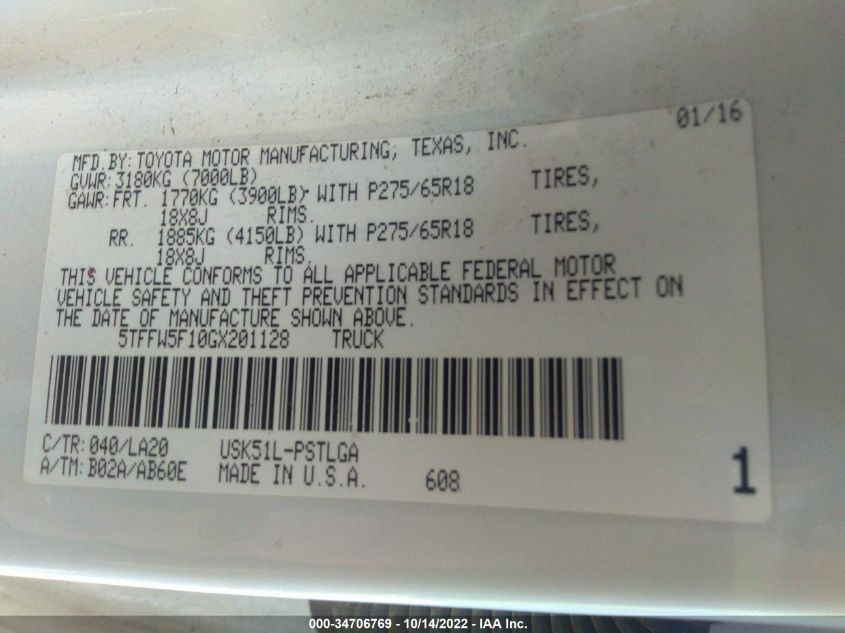 01/16
MFD.BY:TOYOTA MOTOR MANUFACTURING, TEXAS, INC.
GVWR:3180KG (7000LB)
GAWR:FRT. 1770KG (3900LB) WITH P275/65R18 TIRES,
18X8J RIMS.
RR. 1885KG (4150LB) WITH P275/65R18 TIRES,
18X8J RIMS.
THIS VEHICLE CONFORMS TO ALL APPLICABLE FEDERAL MOTOR
VEHICLE SAFETY AND THEFT PREVENTION STANDARDS IN EFFECT ON
THE DATE OF MANUFACTURE SHOWN ABOVE.
5TFFW5F10GX201128 TRUCK
C/TR:040/LA20 USK51L-PSTLGA
A/TM:B02A/AB60E MADE IN U.S.A. 608
1
000-34706769 - 10/14/2022 - IAA Inc.